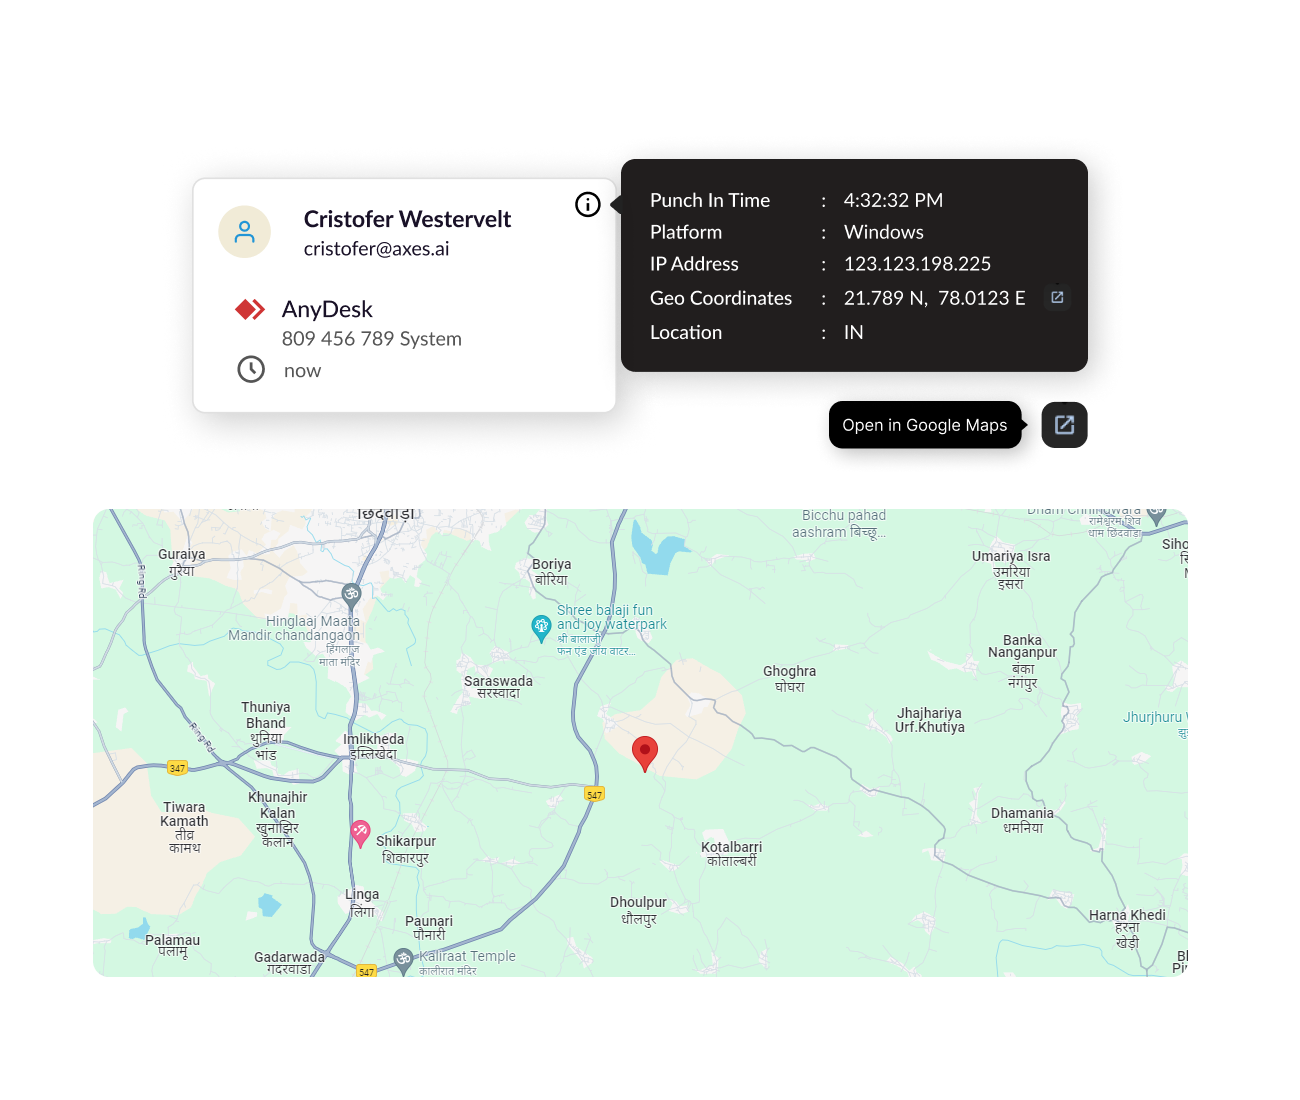 Cristofer Westervelt
cristofer@axes.ai
AnyDesk
809 456 789 System
now
Punch In Time : 4:32:32 PM
Platform : Windows
IP Address : 123.123.198.225
Geo Coordinates : 21.789 N, 78.0123 E
Location : IN
Open in Google Maps
छिंदवाड़ा
Bicchu pahad
aashram बिच्छू...
Dham Chhindwara
रामेश्वरम शिव
धाम छिंदवाड़ा
Guraiya
गुरैया
Ring Rd
Boriya
बोरिया
Umariya Isra
उमरिया
इसरा
Siho
Hinglaaj Maata
Mandir chandangaon
हिंगलाज
माता मंदिर
Shree balaji fun
and joy waterpark
श्री बालाजी
फन एंड जॉय वाटर...
Banka
Nanganpur
बंका
नंगपुर
Saraswada
सरस्वादा
Ghoghra
घोघरा
Thuniya
Bhand
थुनिया
भांड
Ring Rd
Jhajhariya
Urf.Khutiya
Jhurjhuru
Imlikheda
इम्लिखेदा
347
547
Khunajhir
Kalan
खुनाझिर
कलान
Tiwara
Kamath
तीव्र
कामथ
Dhamania
धमनिया
Shikarpur
शिकारपुर
Kotalbarri
कोताल्बर्री
Linga
लिंगा
Dhoulpur
धौलपुर
Paunari
पौनारी
Harna Khedi
हरना
खेड़ी
Palamau
पलामू
Gadarwada
गदरवाडा
Kaliraat Temple
कालीरात मंदिर
547